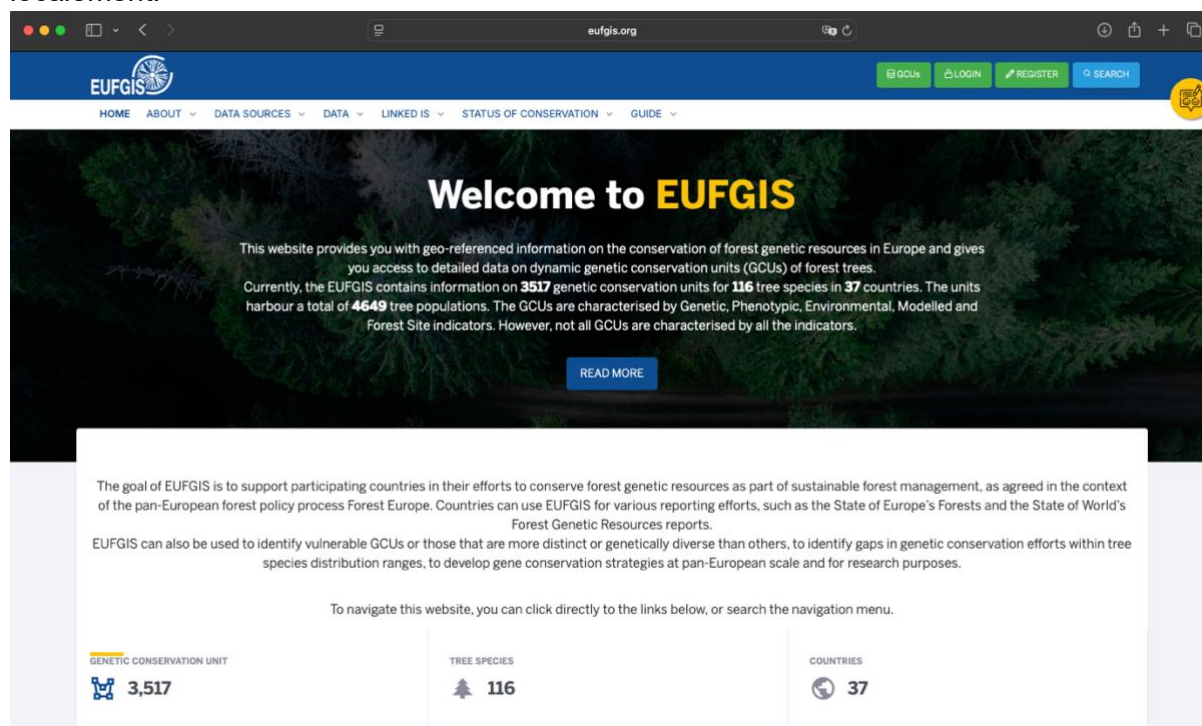 localement.
eufgis.org
EUFGIS
GCUs LOGIN REGISTER SEARCH
HOME ABOUT DATA SOURCES DATA LINKED IS STATUS OF CONSERVATION GUIDE
Welcome to EUFGIS
This website provides you with geo-referenced information on the conservation of forest genetic resources in Europe and gives
you access to detailed data on dynamic genetic conservation units (GCUs) of forest trees.
Currently, the EUFGIS contains information on 3517 genetic conservation units for 116 tree species in 37 countries. The units
harbour a total of 4649 tree populations. The GCUs are characterised by Genetic, Phenotypic, Environmental, Modelled and
Forest Site indicators. However, not all GCUs are characterised by all the indicators.
READ MORE
The goal of EUFGIS is to support participating countries in their efforts to conserve forest genetic resources as part of sustainable forest management, as agreed in the context
of the pan-European forest policy process Forest Europe. Countries can use EUFGIS for various reporting efforts, such as the State of Europe's Forests and the State of World's
Forest Genetic Resources reports.
EUFGIS can also be used to identify vulnerable GCUs or those that are more distinct or genetically diverse than others, to identify gaps in genetic conservation efforts within tree
species distribution ranges, to develop gene conservation strategies at pan-European scale and for research purposes.
To navigate this website, you can click directly to the links below, or search the navigation menu.
GENETIC CONSERVATION UNIT TREE SPECIES COUNTRIES
3,517 116 37